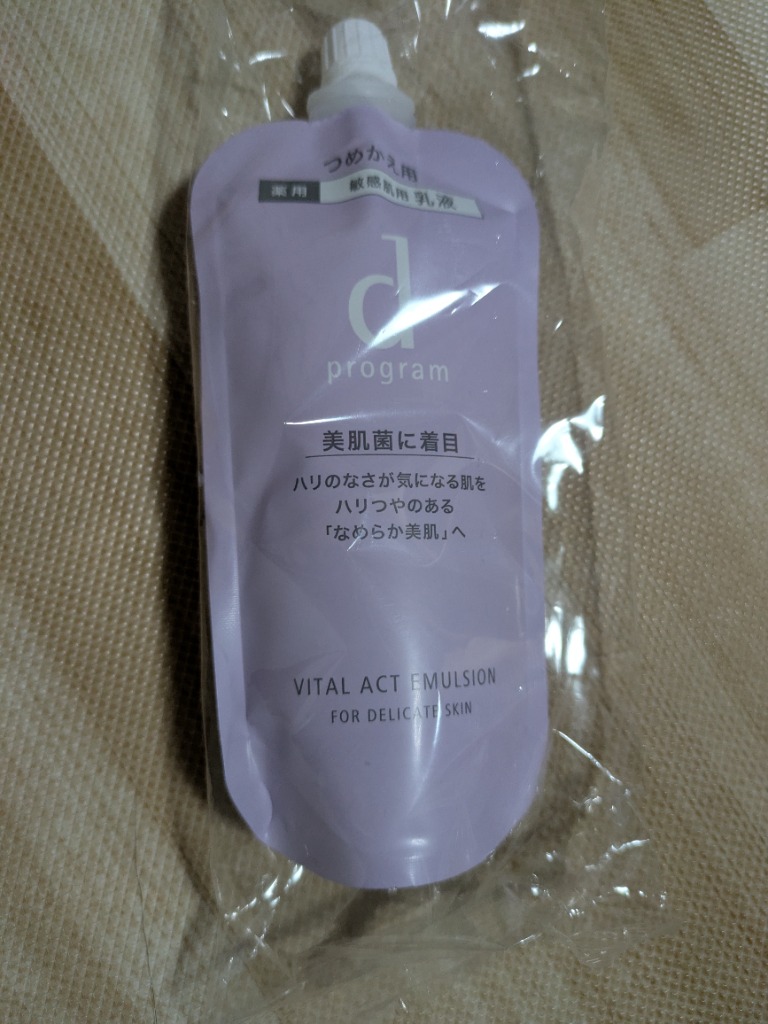 つめかえ用
薬用 敏感肌用 乳液
d
program
美肌菌に着目
ハリのなさが気になる肌を
ハリつやのある
「なめらか美肌」へ
VITAL ACT EMULSION
FOR DELICATE SKIN